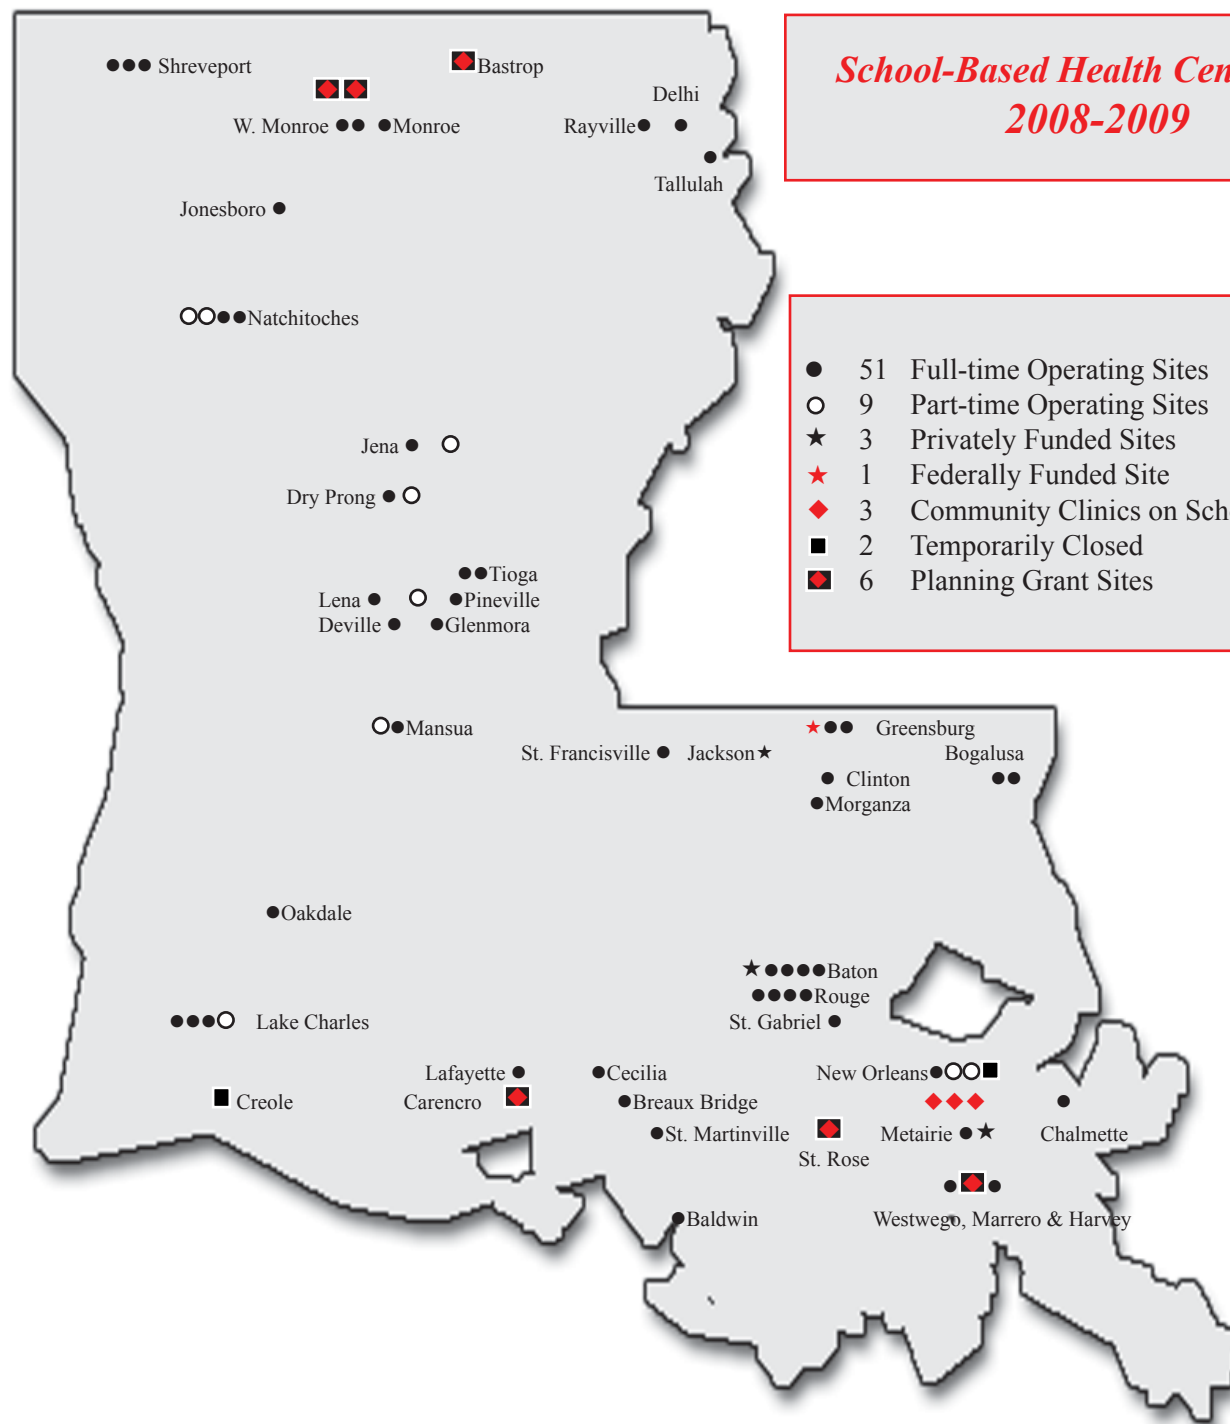 School-Based Health Cen
2008-2009
Shreveport
Bastrop
Delhi
W. Monroe
Monroe
Rayville
Tallulah
Jonesboro
Natchitoches
51 Full-time Operating Sites
9 Part-time Operating Sites
3 Privately Funded Sites
1 Federally Funded Site
3 Community Clinics on Sch
2 Temporarily Closed
6 Planning Grant Sites
Jena
Dry Prong
Tioga
Lena
Pineville
Deville
Glenmora
Mansua
Greensburg
St. Francisville
Jackson
Bogalusa
Clinton
Morganza
Oakdale
Baton
Rouge
St. Gabriel
Lake Charles
Lafayette
Cecilia
New Orleans
Creole
Carencro
Breaux Bridge
St. Martinville
Metairie
Chalmette
St. Rose
Baldwin
Westwego, Marrero & Harvey